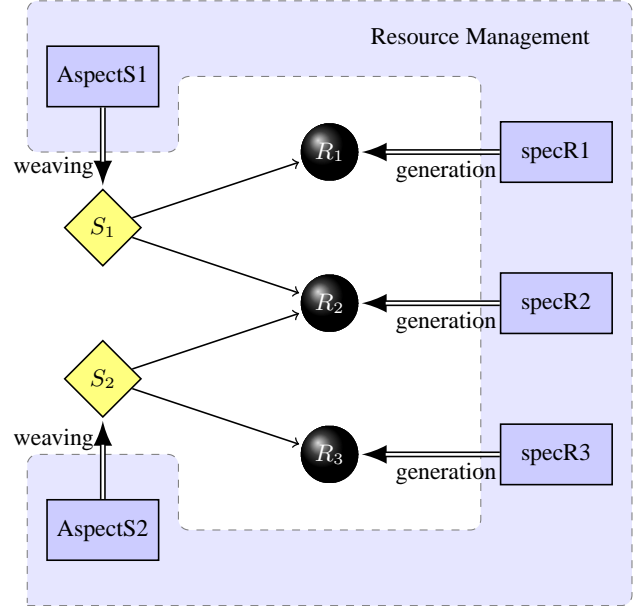 Resource Management
AspectS1
weaving
R1
generation
specR1
S1
R2
generation
specR2
S2
weaving
R3
generation
specR3
AspectS2